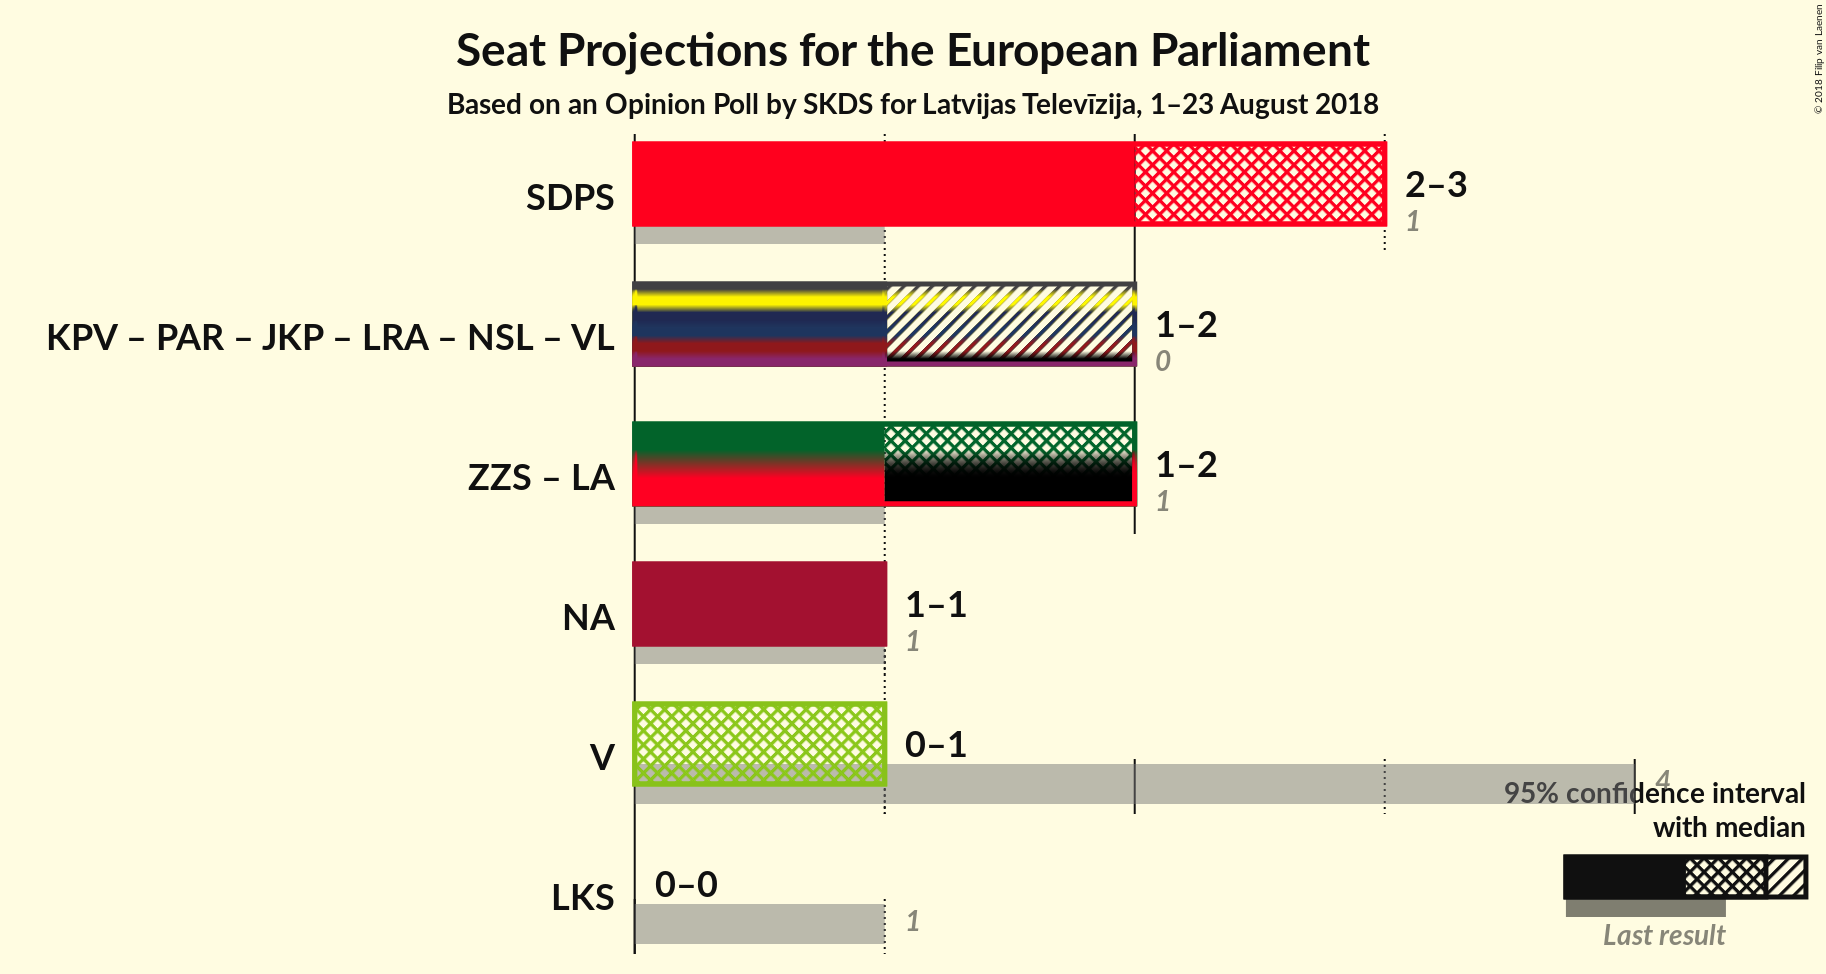 Seat Projections for the European Parliament
Based on an Opinion Poll by SKDS for Latvijas Televīzija, 1–23 August 2018
© 2018 Filip van Laenen
SDPS
2–3
1
KPV – PAR – JKP – LRA – NSL – VL
1–2
0
ZZS – LA
1–2
1
NA
1–1
1
V
0–1
4
LKS
0–0
1
95% confidence interval
with median
Last result